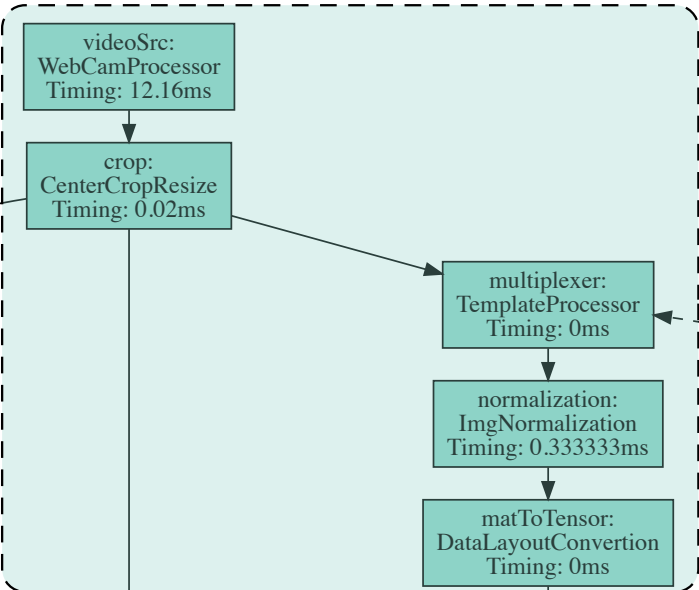 videoSrc:
WebCamProcessor
Timing: 12.16ms
crop:
CenterCropResize
Timing: 0.02ms
multiplexer:
TemplateProcessor
Timing: 0ms
normalization:
ImgNormalization
Timing: 0.333333ms
matToTensor:
DataLayoutConvertion
Timing: 0ms